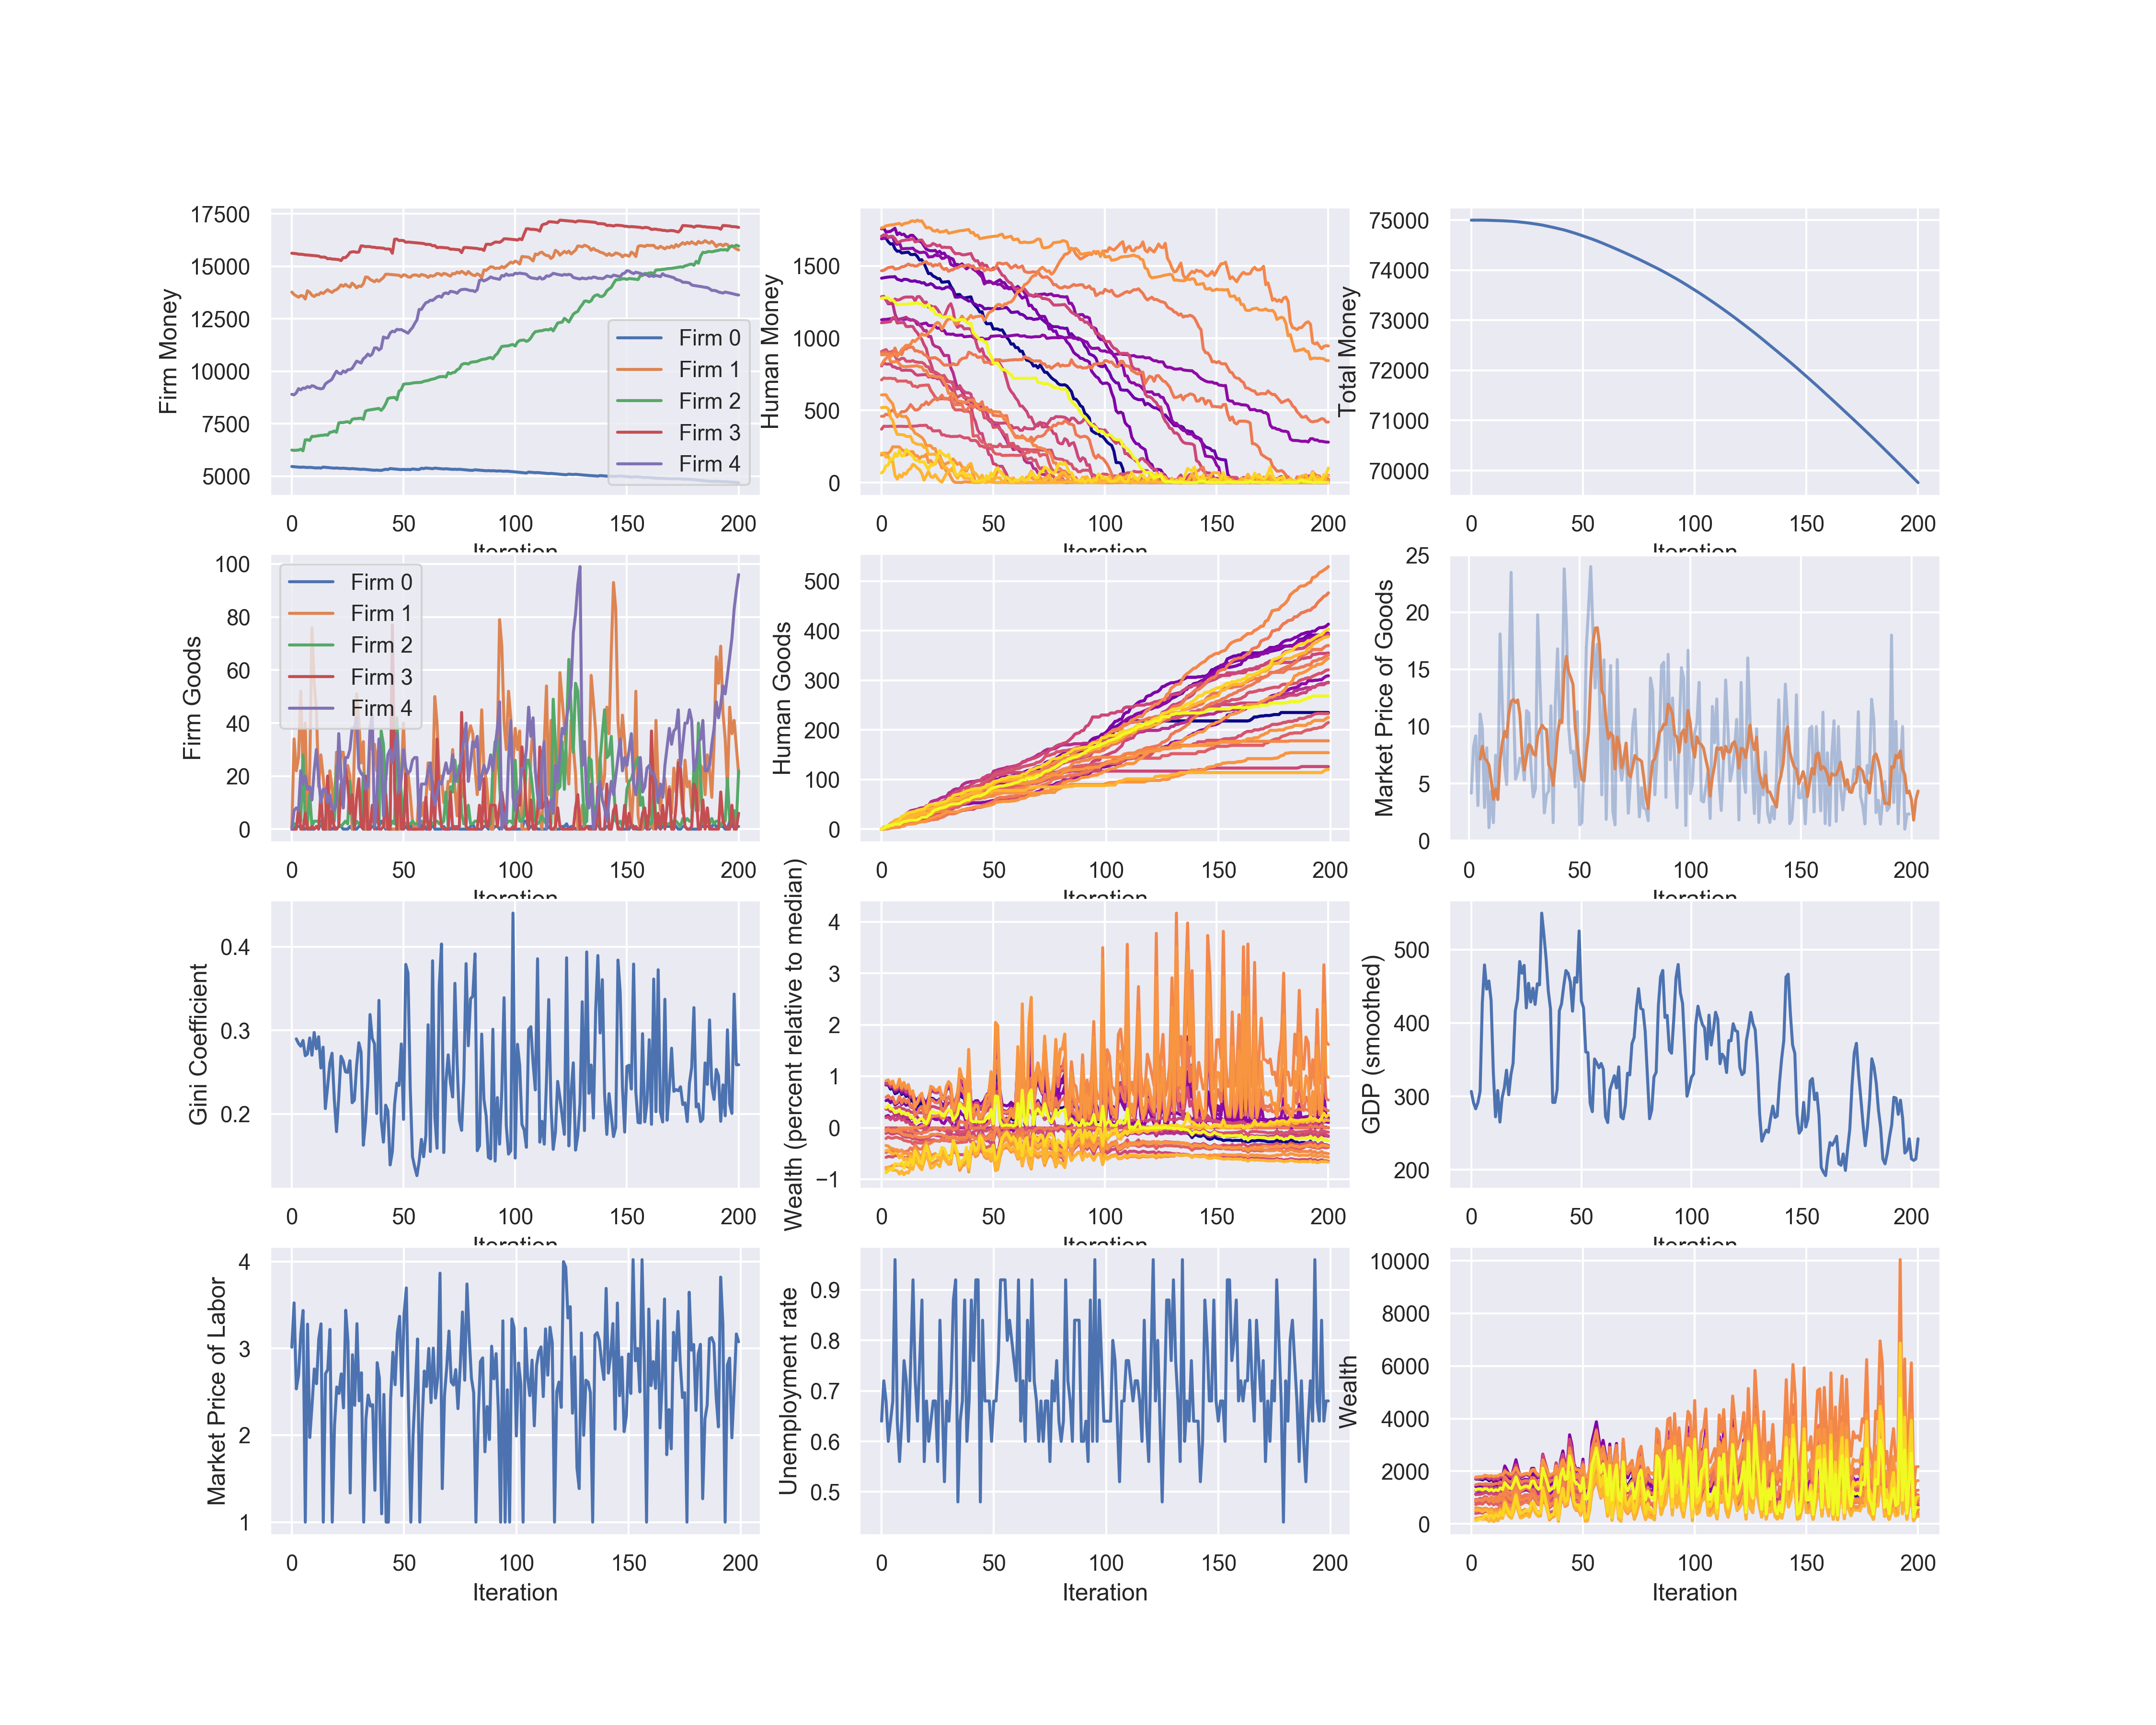 17500
15000
12500
10000
7500
5000
Firm Money
Firm 0
Firm 1
Firm 2
Firm 3
Firm 4
0 50 100 150 200
Iteration
1500
1000
500
0
Human Money
0 50 100 150 200
Iteration
75000
74000
73000
72000
71000
70000
Total Money
0 50 100 150 200
Iteration
100
80
60
40
20
0
Firm Goods
Firm 0
Firm 1
Firm 2
Firm 3
Firm 4
0 50 100 150 200
Iteration
500
400
300
200
100
0
Human Goods
0 50 100 150 200
Iteration
25
20
15
10
5
0
Market Price of Goods
0 50 100 150 200
Iteration
0.4
0.3
0.2
Gini Coefficient
0 50 100 150 200
Iteration
4
3
2
1
0
−1
Wealth (percent relative to median)
0 50 100 150 200
Iteration
500
400
300
200
GDP (smoothed)
0 50 100 150 200
Iteration
4
3
2
1
Market Price of Labor
0 50 100 150 200
Iteration
0.9
0.8
0.7
0.6
0.5
Unemployment rate
0 50 100 150 200
Iteration
10000
8000
6000
4000
2000
0
Wealth
0 50 100 150 200
Iteration